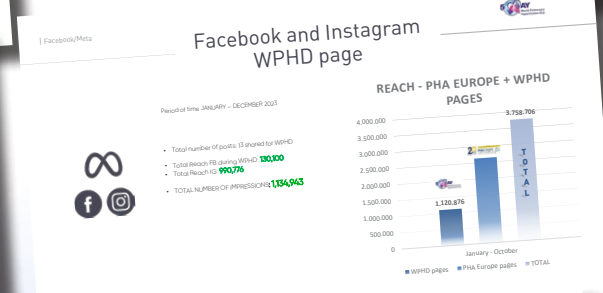 | Facebook/Meta
Facebook and Instagram
WPHD page
Period of time JANUARY – DECEMBER 2023
• Total number of posts: 13 shared for WPHD
• Total Reach FB during WPHD: 130,100
• Total Reach IG: 990,776
• TOTAL NUMBER OF IMPRESSIONS: 1,134,943
REACH - PHA EUROPE + WPHD
PAGES
4.000.000
3.500.000
3.000.000
2.500.000
2.000.000
1.500.000
1.000.000
500.000
0
1.120.876
3.758.706
TOTAL
January - October
WPHD pages
PHA Europe pages
TOTAL